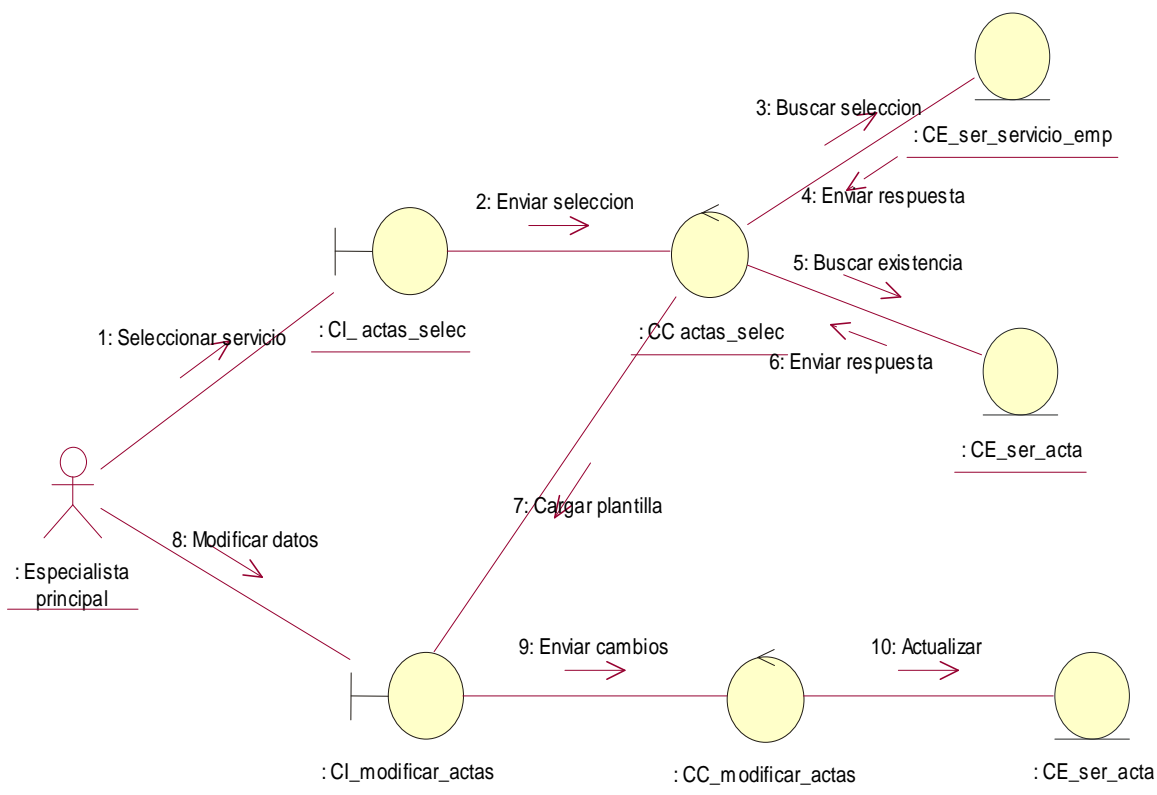 3: Buscar seleccion
: CE_ser_servicio_emp
4: Enviar respuesta
2: Enviar seleccion
5: Buscar existencia
1: Seleccionar servicio
: CI_ actas_selec
: CC actas_selec
6: Enviar respuesta
: CE_ser_acta
7: Cargar plantilla
8: Modificar datos
: Especialista
principal
9: Enviar cambios
10: Actualizar
: CI_modificar_actas
: CC_modificar_actas
: CE_ser_acta